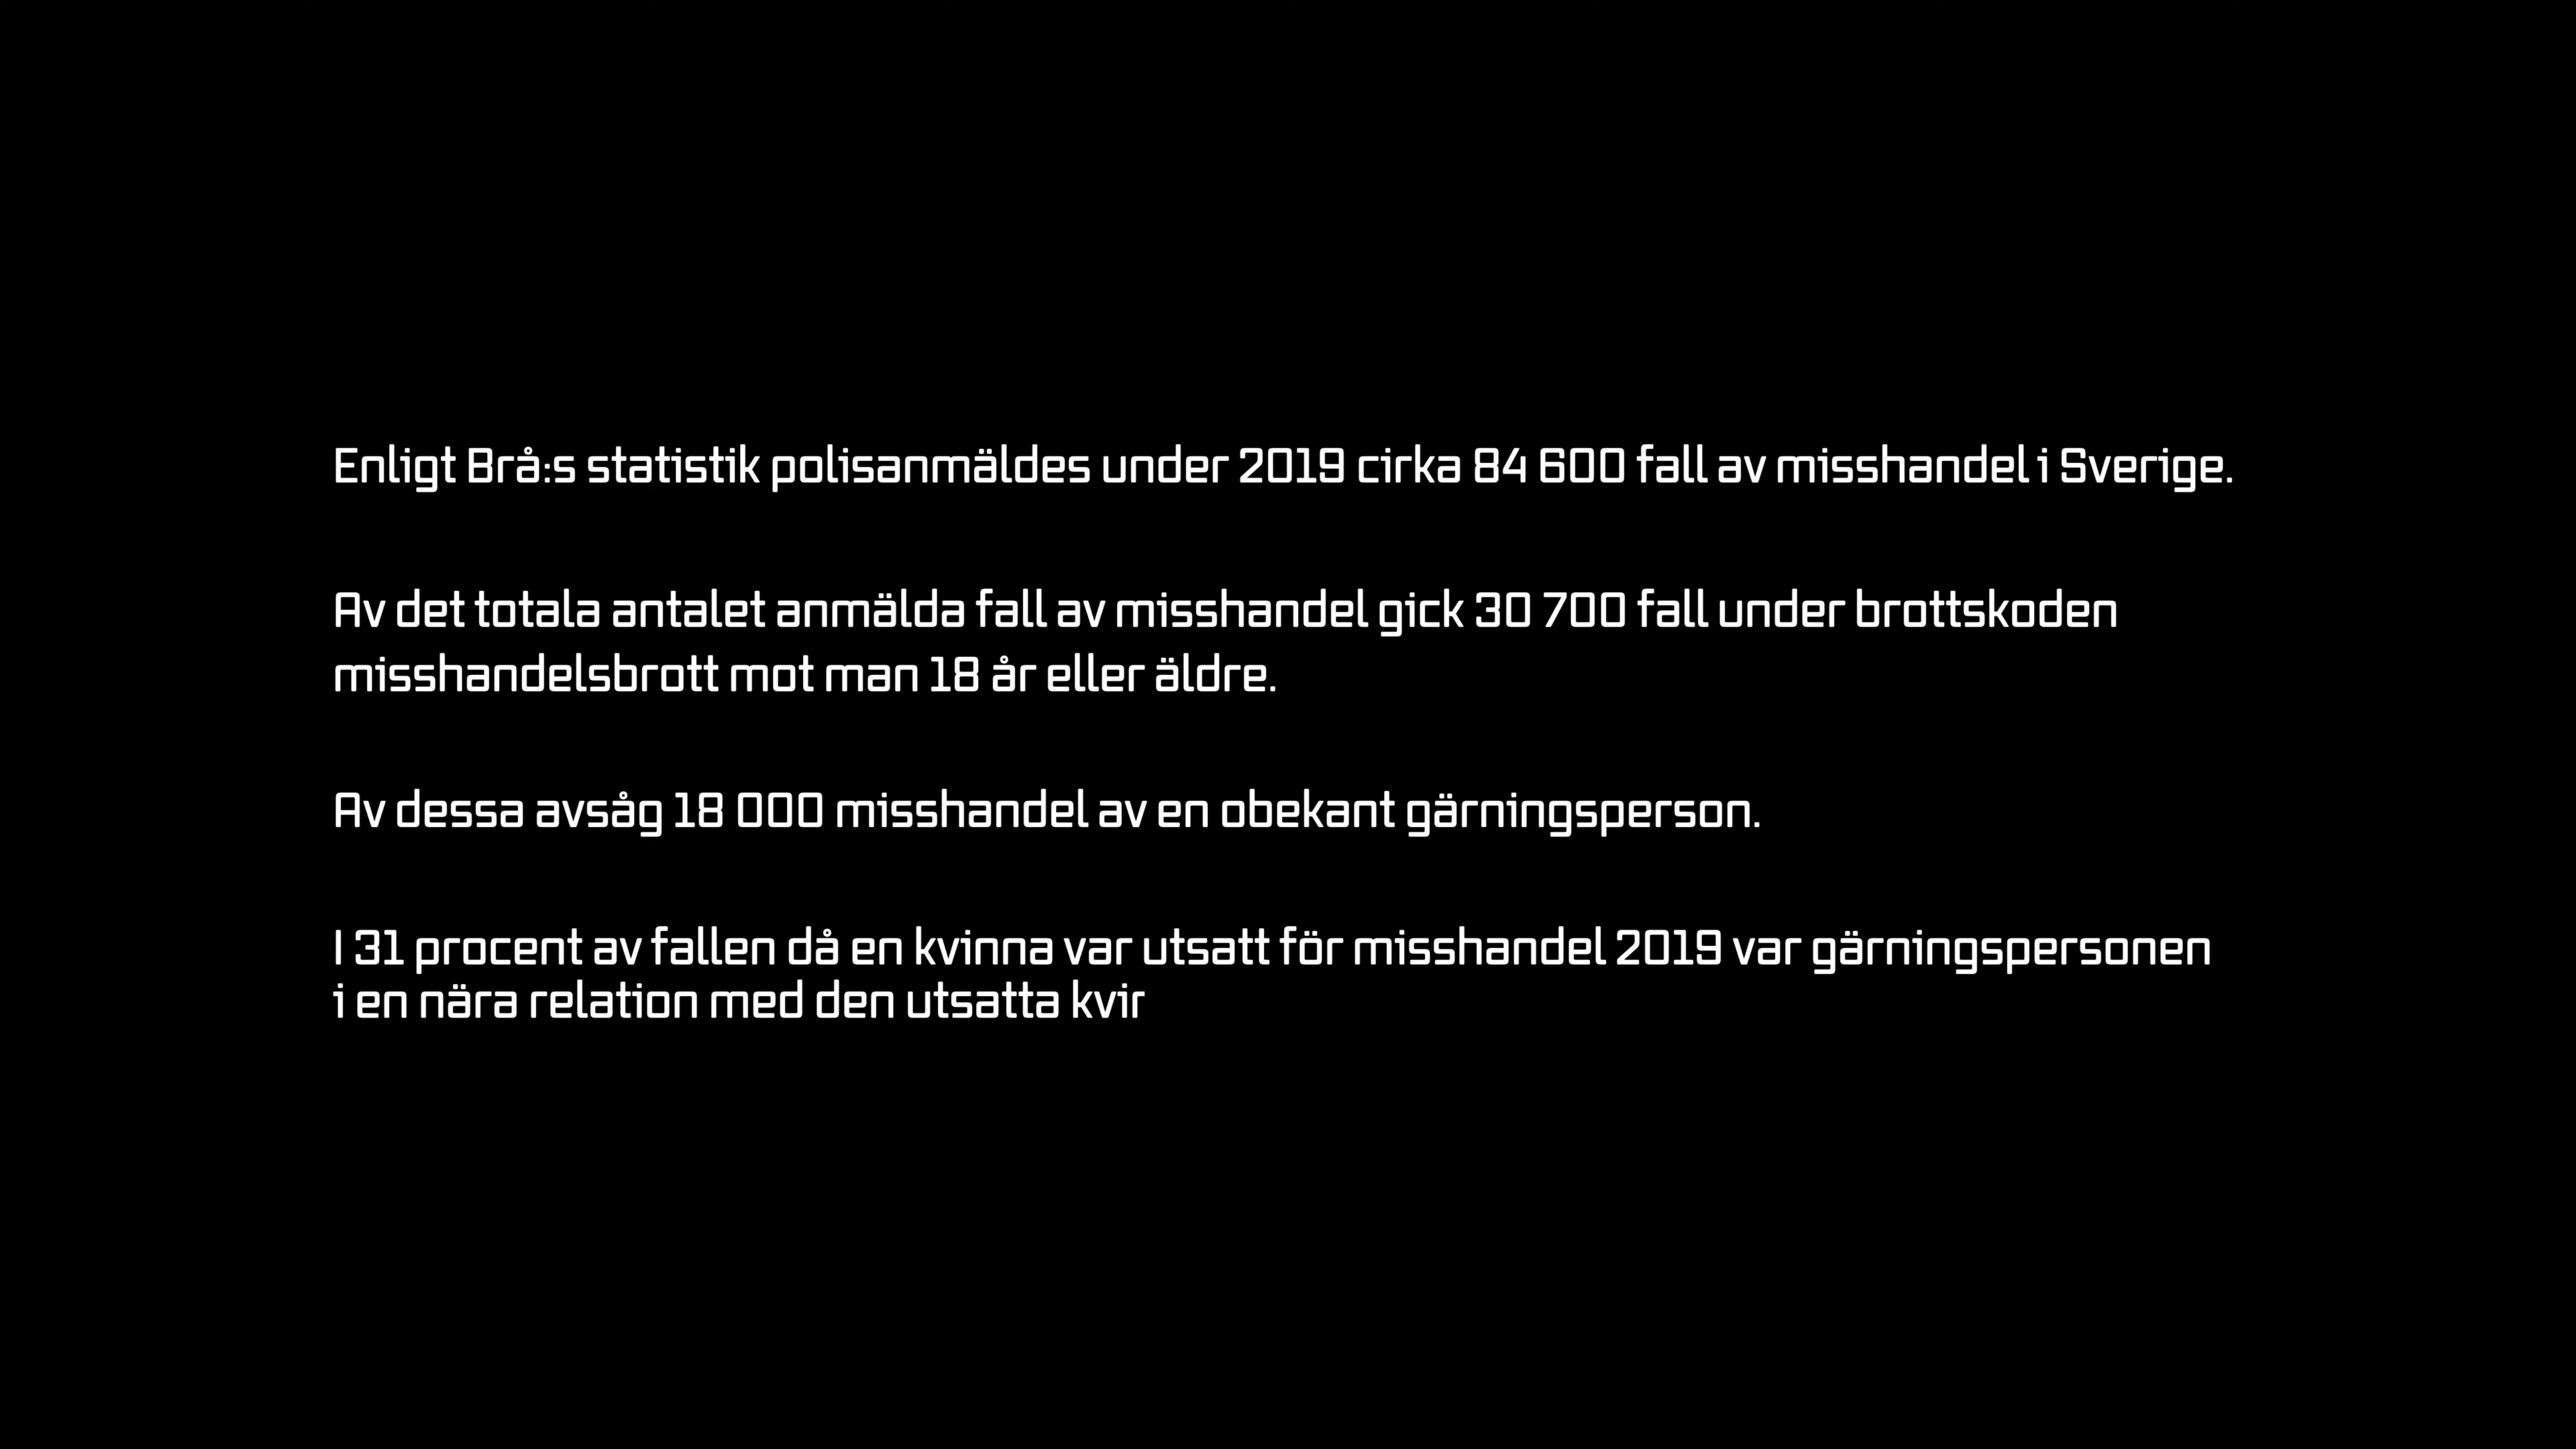 Enligt Brå:s statistik polisanmäldes under 2019 cirka 84 600 fall av misshandel i Sverige.
Av det totala antalet anmälda fall av misshandel gick 30 700 fall under brottskoden
misshandelsbrott mot man 18 år eller äldre.
Av dessa avsåg 18 000 misshandel av en obekant gärningsperson.
I 31 procent av fallen då en kvinna var utsatt för misshandel 2019 var gärningspersonen
i en nära relation med den utsatta kvir